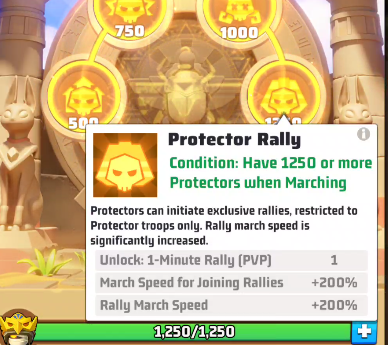 750
1000
Protector Rally
Condition: Have 1250 or more
Protectors when Marching
Protectors can initiate exclusive rallies, restricted to
Protector troops only. Rally march speed is
significantly increased.
Unlock: 1-Minute Rally (PVP) 1
March Speed for Joining Rallies +200%
Rally March Speed +200%
1,250/1,250